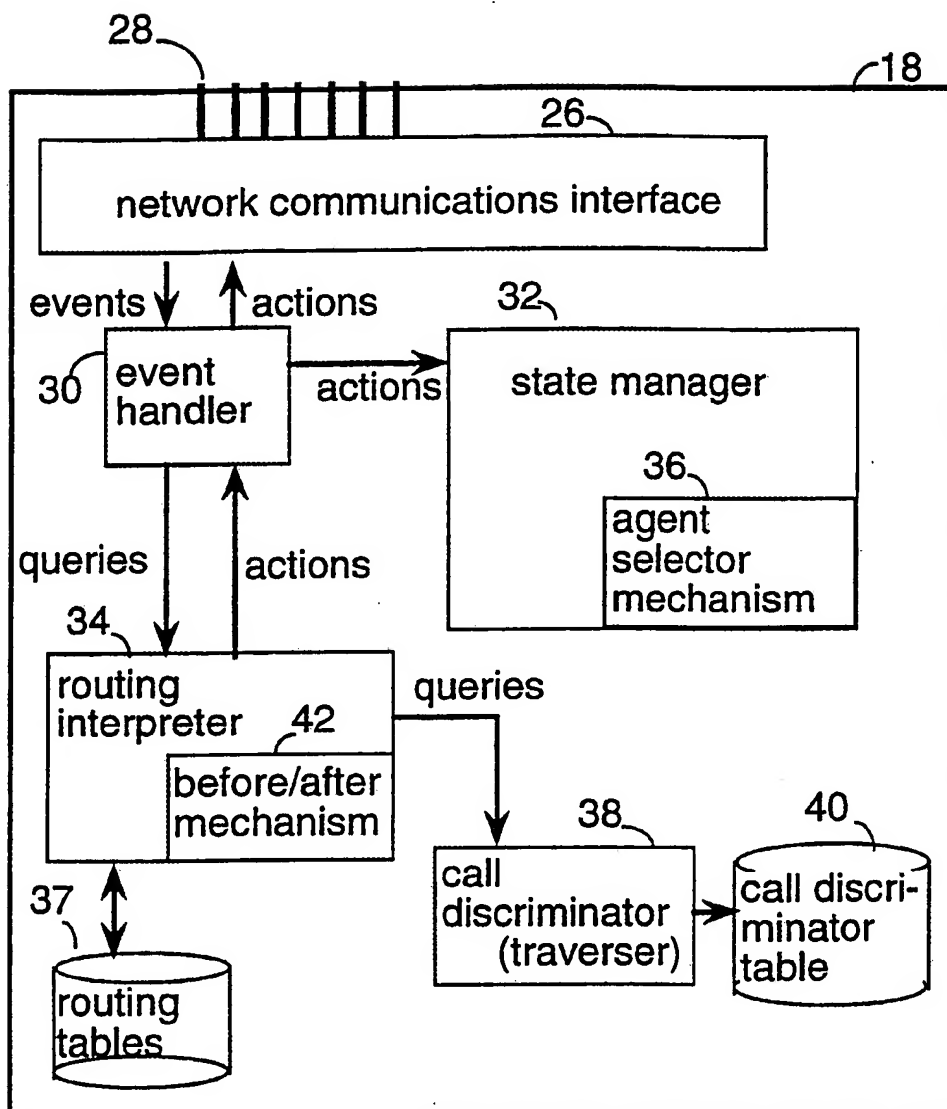 28
18
26
network communications interface
events
actions
32
30
event
handler
actions
state manager
36
agent
selector
mechanism
queries
actions
34
routing
interpreter
queries
42
before/after
mechanism
38
40
call
discriminator
(traverser)
call discri-
minator
table
37
routing
tables